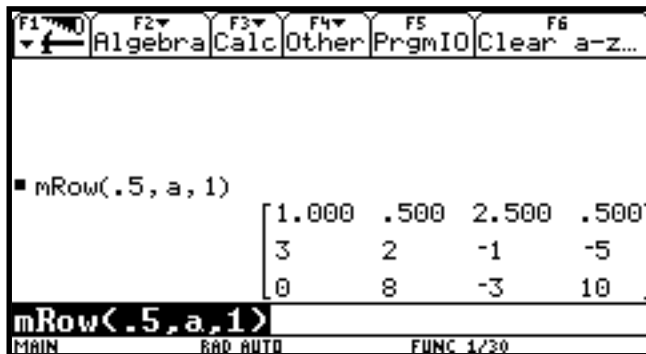 F1 F2 F3 F4 F5 F6
Algebra Calc Other PrgmIO Clear a-z…
mRow(.5,a,1)
1.000 .500 2.500 .500
3 2 -1 -5
0 8 -3 10
mRow(.5,a,1)
MAIN RAD AUTO FUNC 1/30